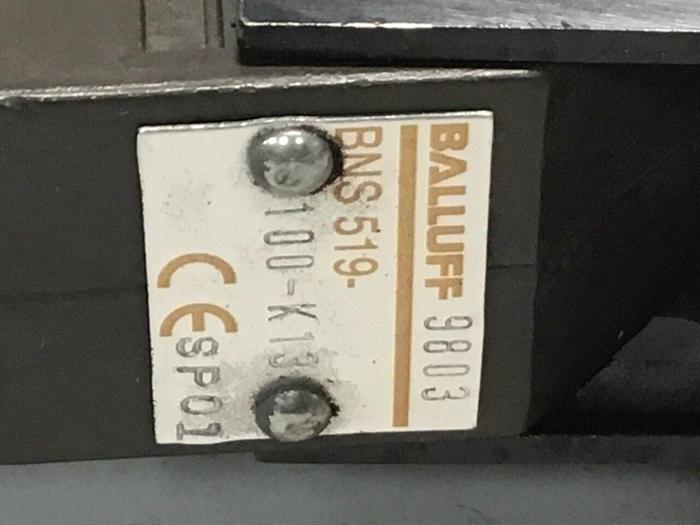 BALLUFF 9803
BNS 519-
100-K13
CE SP01